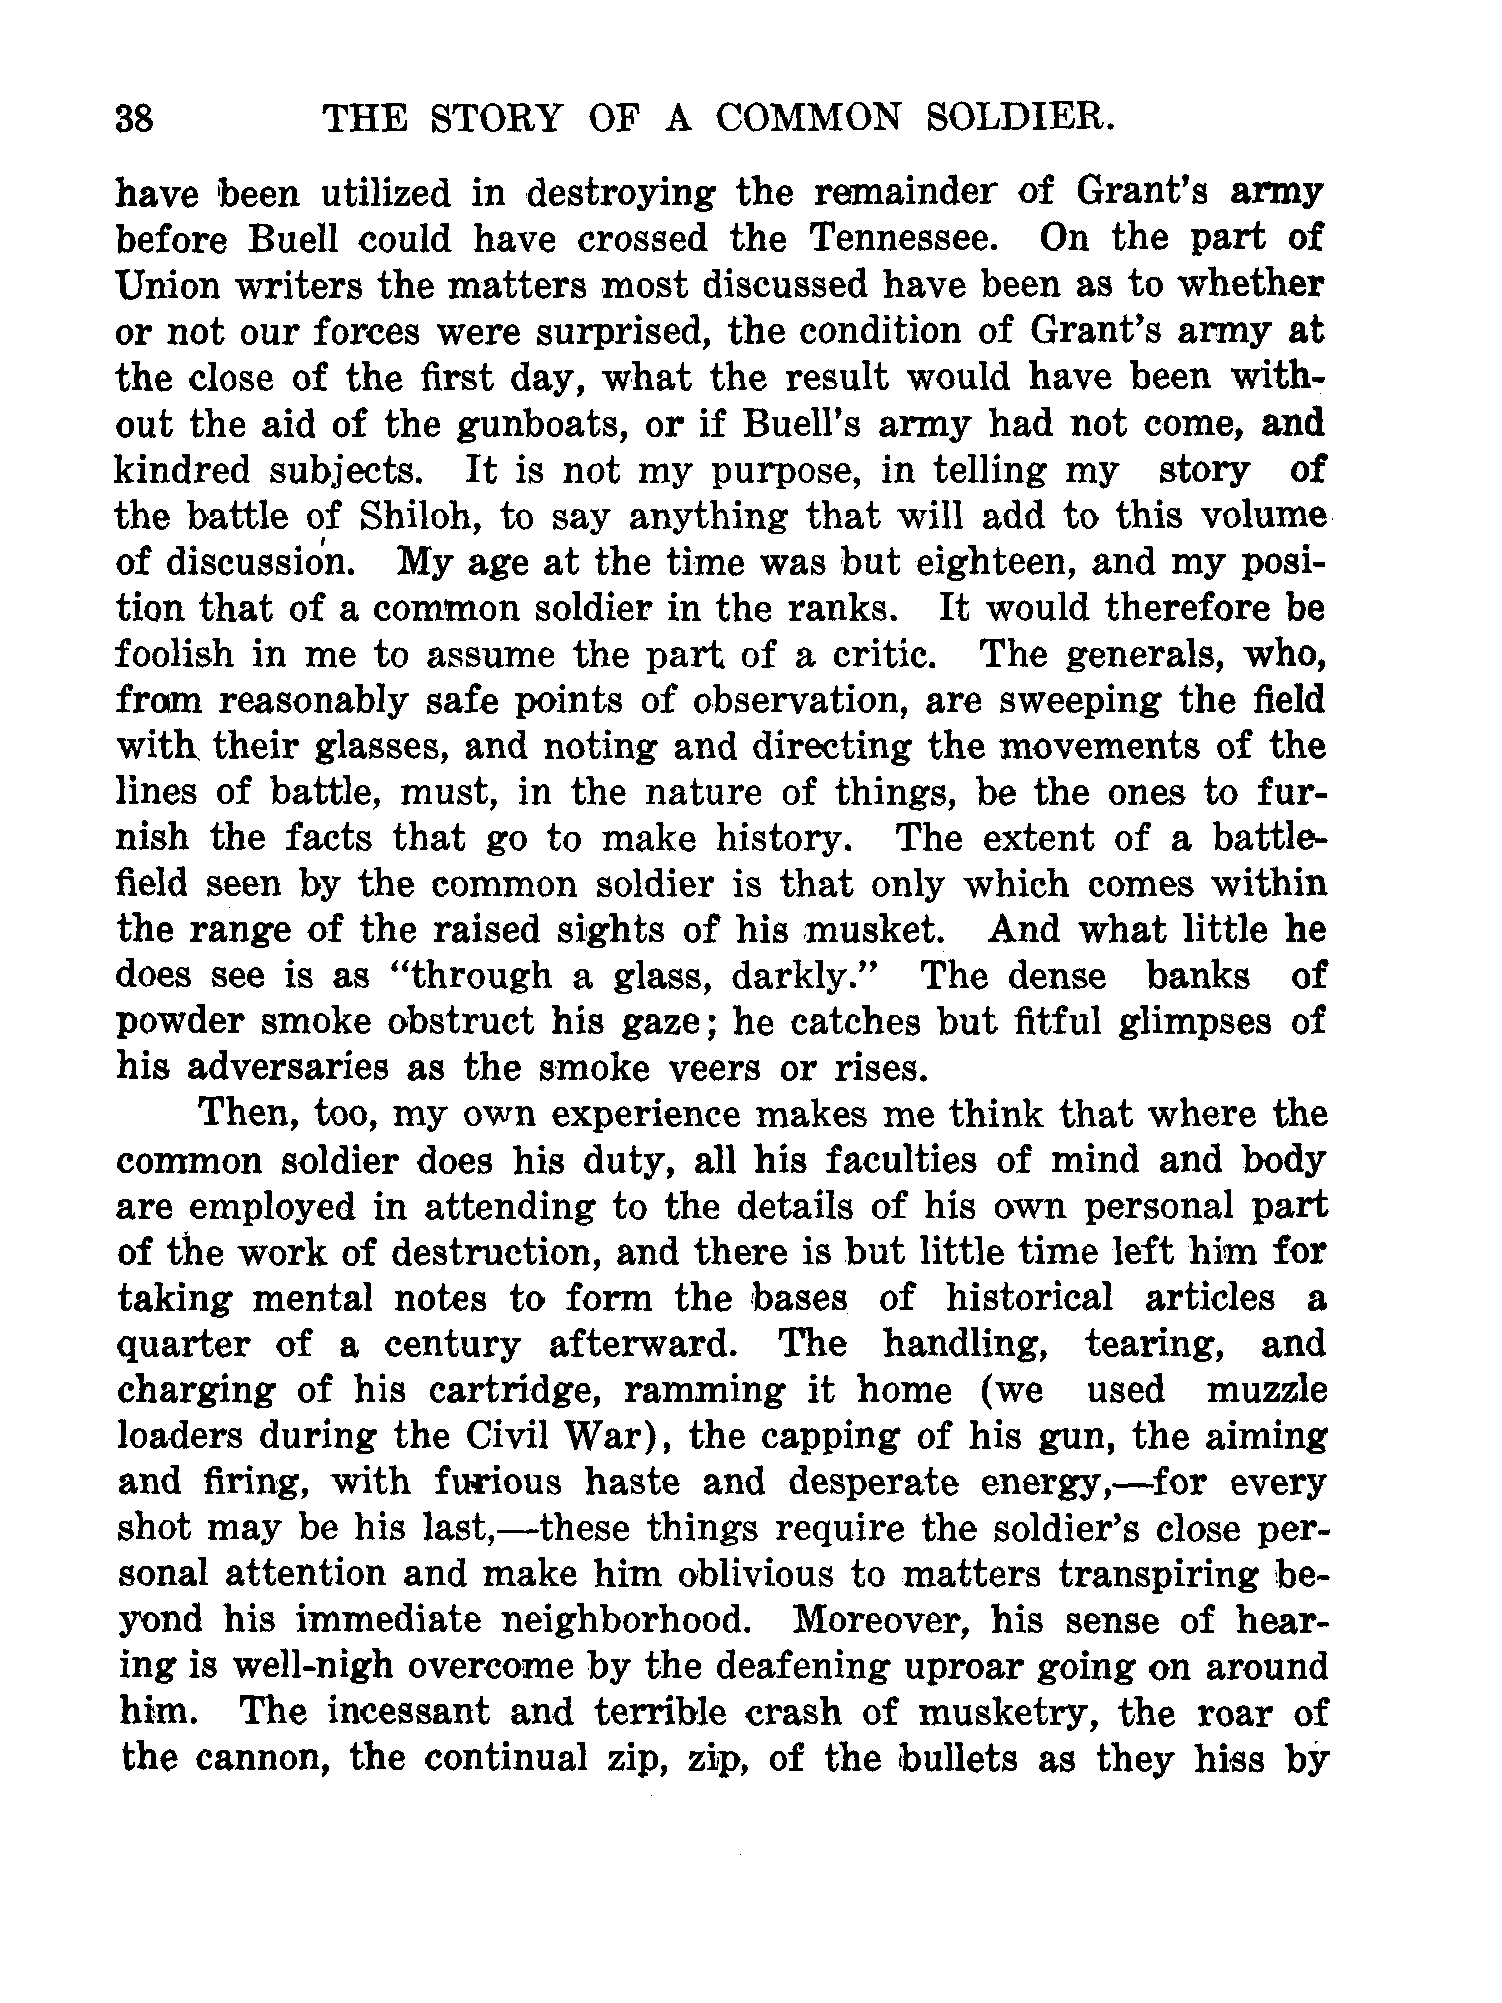 38 THE STORY OF A COMMON SOLDIER.
have been utilized in destroying the remainder of Grant's army
before Buell could have crossed the Tennessee. On the part of
Union writers the matters most discussed have been as to whether
or not our forces were surprised, the condition of Grant's army at
the close of the first day, what the result would have been with-
out the aid of the gunboats, or if Buell's army had not come, and
kindred subjects. It is not my purpose, in telling my story of
the battle of Shiloh, to say anything that will add to this volume
of discussion. My age at the time was but eighteen, and my posi-
tion that of a common soldier in the ranks. It would therefore be
foolish in me to assume the part of a critic. The generals, who,
from reasonably safe points of observation, are sweeping the field
with their glasses, and noting and directing the movements of the
lines of battle, must, in the nature of things, be the ones to fur-
nish the facts that go to make history. The extent of a battle-
field seen by the common soldier is that only which comes within
the range of the raised sights of his musket. And what little he
does see is as "through a glass, darkly." The dense banks of
powder smoke obstruct his gaze; he catches but fitful glimpses of
his adversaries as the smoke veers or rises.
Then, too, my own experience makes me think that where the
common soldier does his duty, all his faculties of mind and body
are employed in attending to the details of his own personal part
of the work of destruction, and there is but little time left him for
taking mental notes to form the bases of historical articles a
quarter of a century afterward. The handling, tearing, and
charging of his cartridge, ramming it home (we used muzzle
loaders during the Civil War), the capping of his gun, the aiming
and firing, with furious haste and desperate energy,—for every
shot may be his last,—these things require the soldier's close per-
sonal attention and make him oblivious to matters transpiring be-
yond his immediate neighborhood. Moreover, his sense of hear-
ing is well-nigh overcome by the deafening uproar going on around
him. The incessant and terrible crash of musketry, the roar of
the cannon, the continual zip, zip, of the bullets as they hiss by